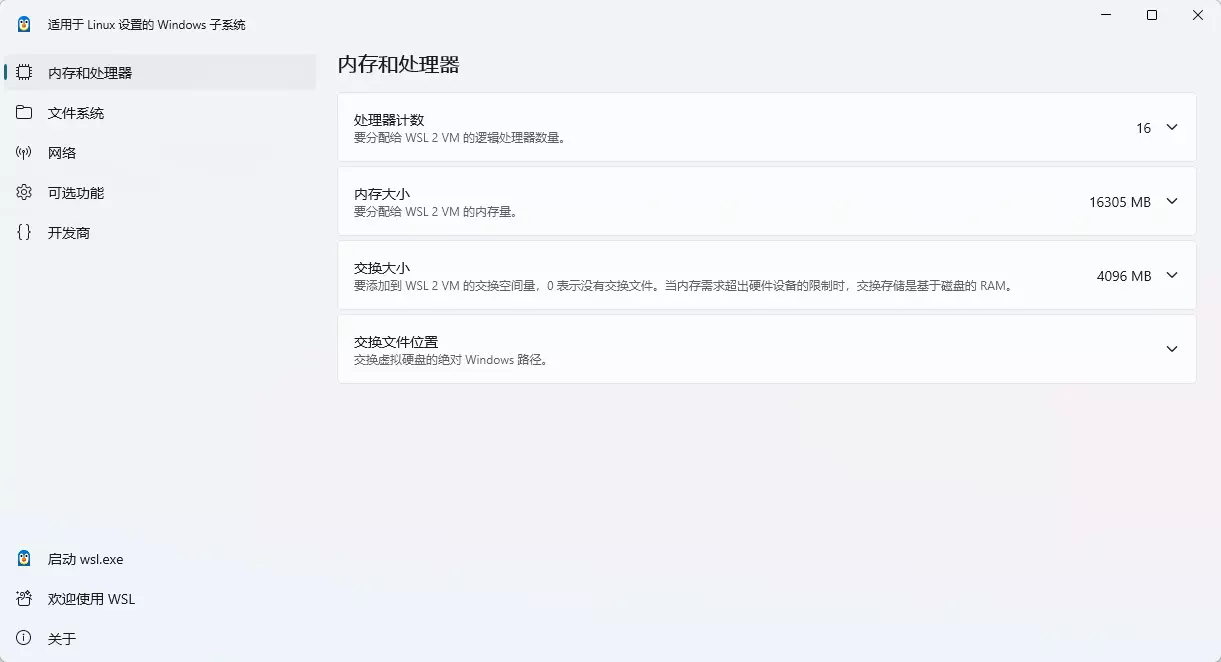 适用于 Linux 设置的 Windows 子系统
内存和处理器
文件系统
网络
可选功能
开发商
内存和处理器
处理器计数
要分配给 WSL 2 VM 的逻辑处理器数量。
16
内存大小
要分配给 WSL 2 VM 的内存量。
16305 MB
交换大小
要添加到 WSL 2 VM 的交换空间量，0 表示没有交换文件。当内存需求超出硬件设备的限制时，交换存储是基于磁盘的 RAM。
4096 MB
交换文件位置
交换虚拟硬盘的绝对 Windows 路径。
启动 wsl.exe
欢迎使用 WSL
关于